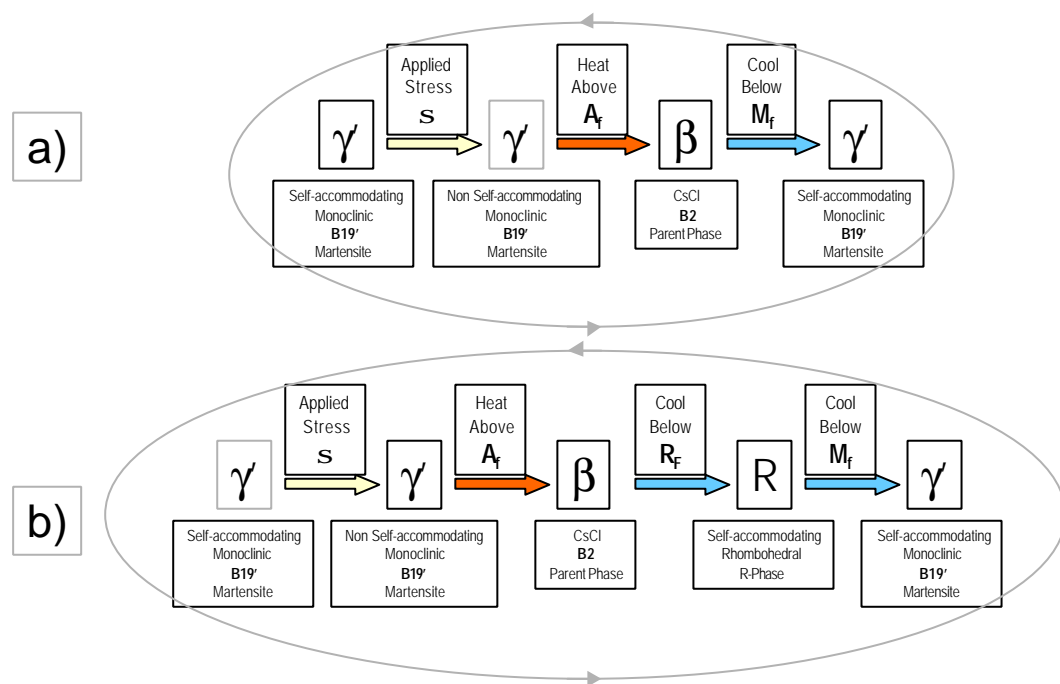 a)
Applied
Stress
s
Heat
Above
Af
Cool
Below
Mf
γ′
γ′
β
γ′
Self-accommodating
Monoclinic
B19′
Martensite
Non Self-accommodating
Monoclinic
B19′
Martensite
CsCl
B2
Parent Phase
Self-accommodating
Monoclinic
B19′
Martensite
b)
Applied
Stress
s
Heat
Above
Af
Cool
Below
RF
Cool
Below
Mf
γ′
γ′
β
R
γ′
Self-accommodating
Monoclinic
B19′
Martensite
Non Self-accommodating
Monoclinic
B19′
Martensite
CsCl
B2
Parent Phase
Self-accommodating
Rhombohedral
R-Phase
Self-accommodating
Monoclinic
B19′
Martensite